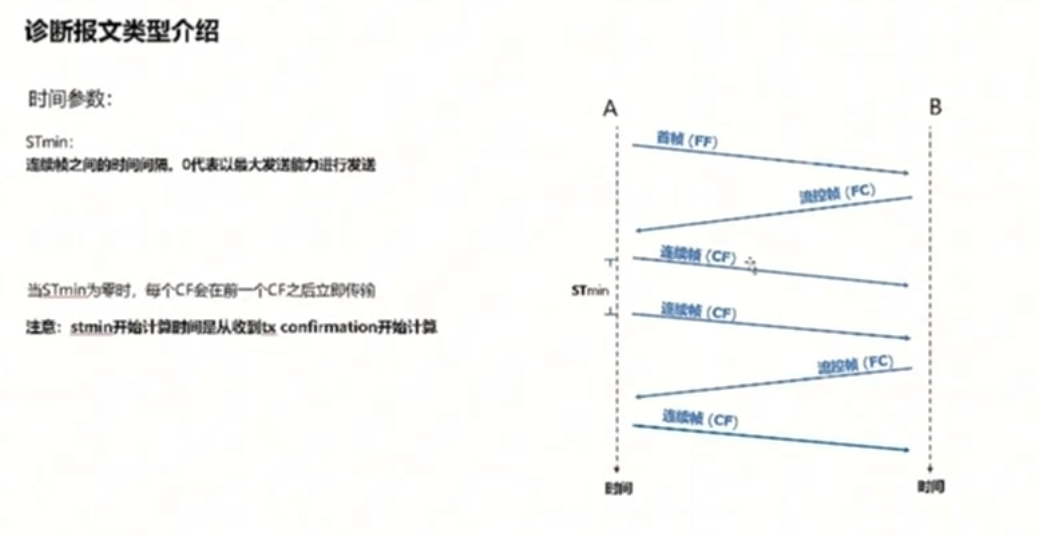 诊断报文类型介绍
时间参数：
STmin：
连续帧之间的时间间隔。0代表以最大发送能力进行发送
当STmin为零时，每个CF会在前一个CF之后立即传输
注意：stmin开始计算时间是从收到tx confirmation开始计算
A
B
首帧 (FF)
流控帧 (FC)
连续帧 (CF)
STmin
连续帧 (CF)
流控帧 (FC)
连续帧 (CF)
时间
时间